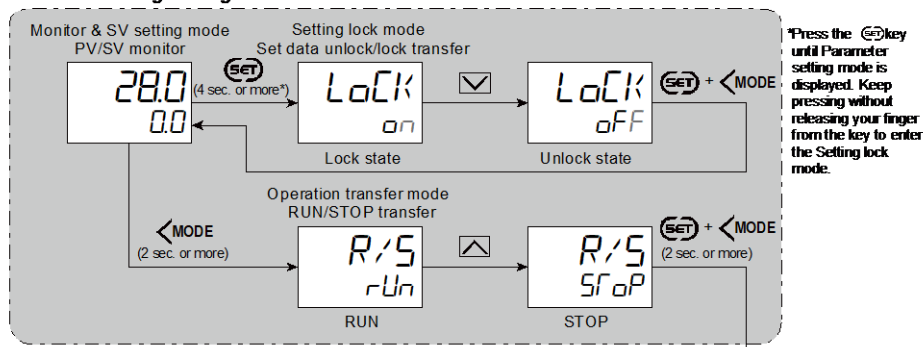 Monitor & SV setting mode
PV/SV monitor
28.0
0.0
SET
(4 sec. or more*)
Setting lock mode
Set data unlock/lock transfer
LoCK
on
Lock state
LoCK
oFF
Unlock state
SET + <MODE
*Press the SET key
until Parameter
setting mode is
displayed. Keep
pressing without
releasing your finger
from the key to enter
the Setting lock
mode.
<MODE
(2 sec. or more)
Operation transfer mode
RUN/STOP transfer
R/S
rUn
RUN
R/S
SToP
STOP
SET + <MODE
(2 sec. or more)